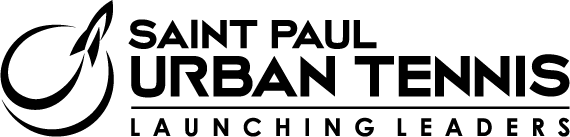 SAINT PAUL
URBAN TENNIS
LAUNCHING LEADERS